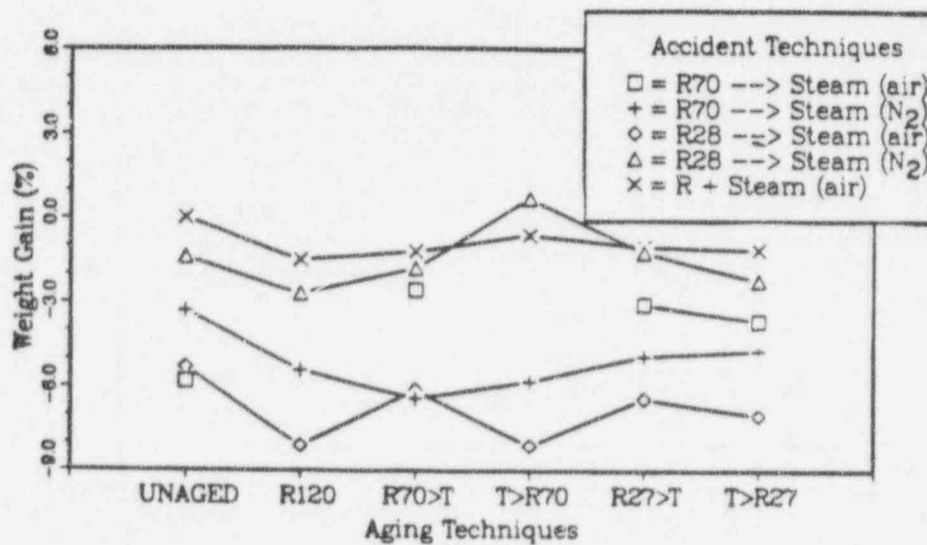 Accident Techniques
□ = R70 ---> Steam (air)
+ = R70 ---> Steam (N2)
◇ = R28 ---> Steam (air)
△ = R28 ---> Steam (N2)
× = R + Steam (air)
Weight Gain (%)
6.0
3.0
0.0
-3.0
-6.0
-9.0
UNAGED R120 R70>T T>R70 R27>T T>R27
Aging Techniques